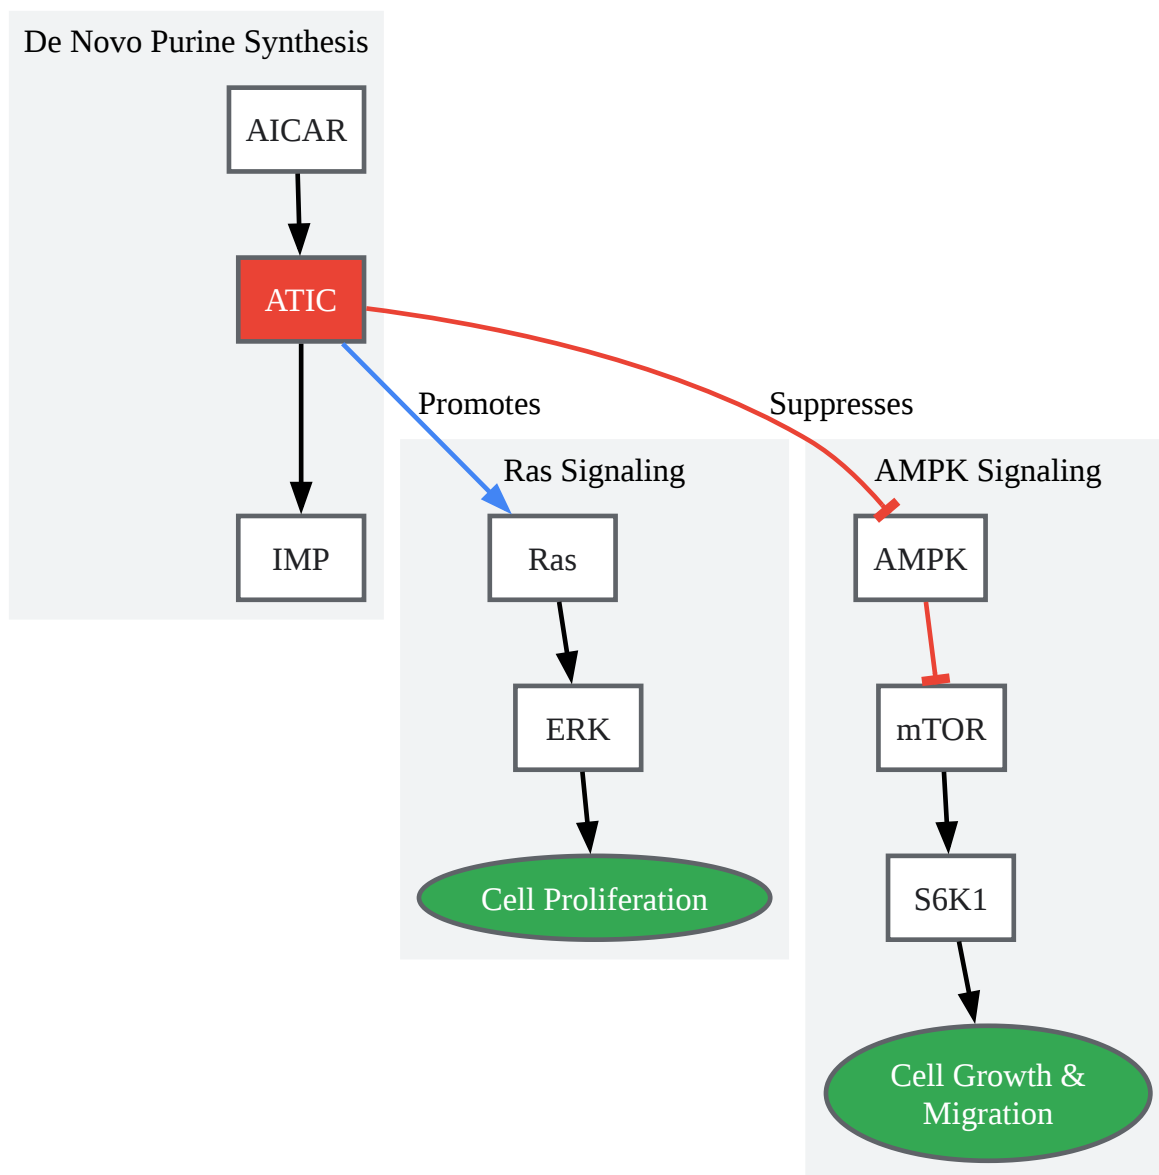 De Novo Purine Synthesis
AICAR
ATIC
Promotes
Suppresses
Ras Signaling
AMPK Signaling
IMP
Ras
AMPK
ERK
mTOR
Cell Proliferation
S6K1
Cell Growth &
Migration